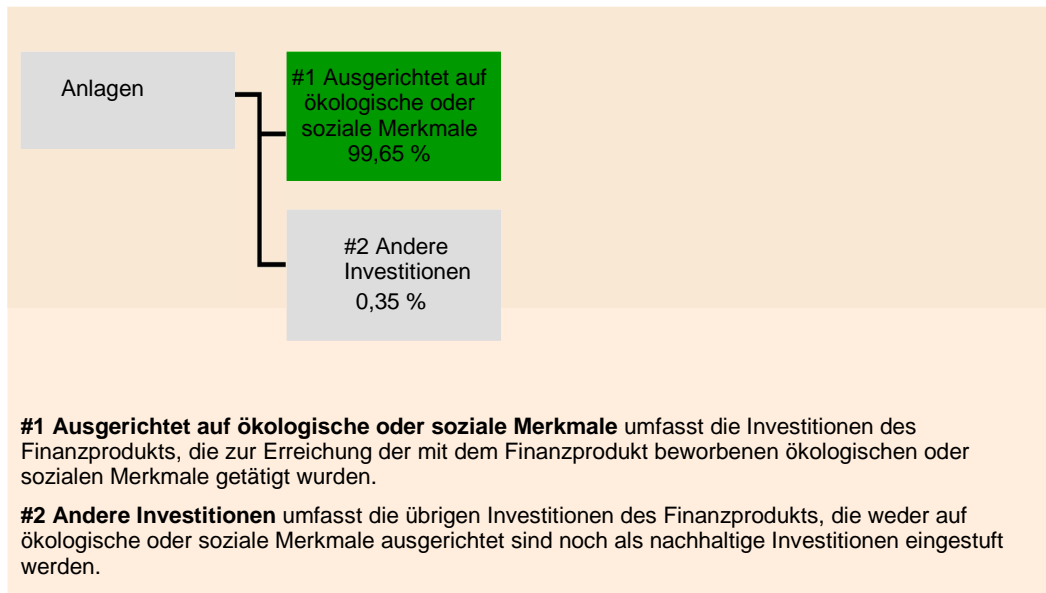 Anlagen
#1 Ausgerichtet auf
ökologische oder
soziale Merkmale
99,65 %
#2 Andere
Investitionen
0,35 %
#1 Ausgerichtet auf ökologische oder soziale Merkmale umfasst die Investitionen des
Finanzprodukts, die zur Erreichung der mit dem Finanzprodukt beworbenen ökologischen oder
sozialen Merkmale getätigt wurden.
#2 Andere Investitionen umfasst die übrigen Investitionen des Finanzprodukts, die weder auf
ökologische oder soziale Merkmale ausgerichtet sind noch als nachhaltige Investitionen eingestuft
werden.